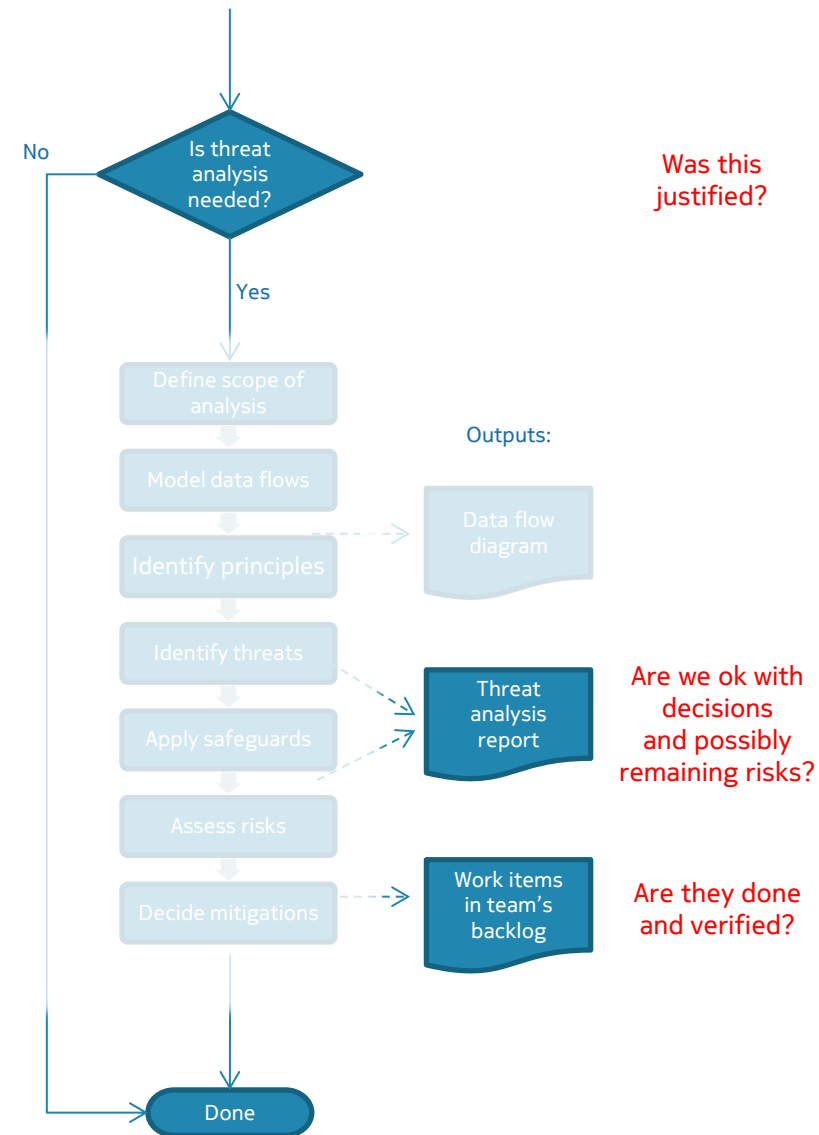 No
Is threat
analysis
needed?
Was this
justified?
Yes
Define scope of
analysis
Outputs:
Model data flows
Data flow
diagram
Identify principles
Identify threats
Threat
analysis
report
Are we ok with
decisions
and possibly
remaining risks?
Apply safeguards
Assess risks
Decide mitigations
Work items
in team’s
backlog
Are they done
and verified?
Done